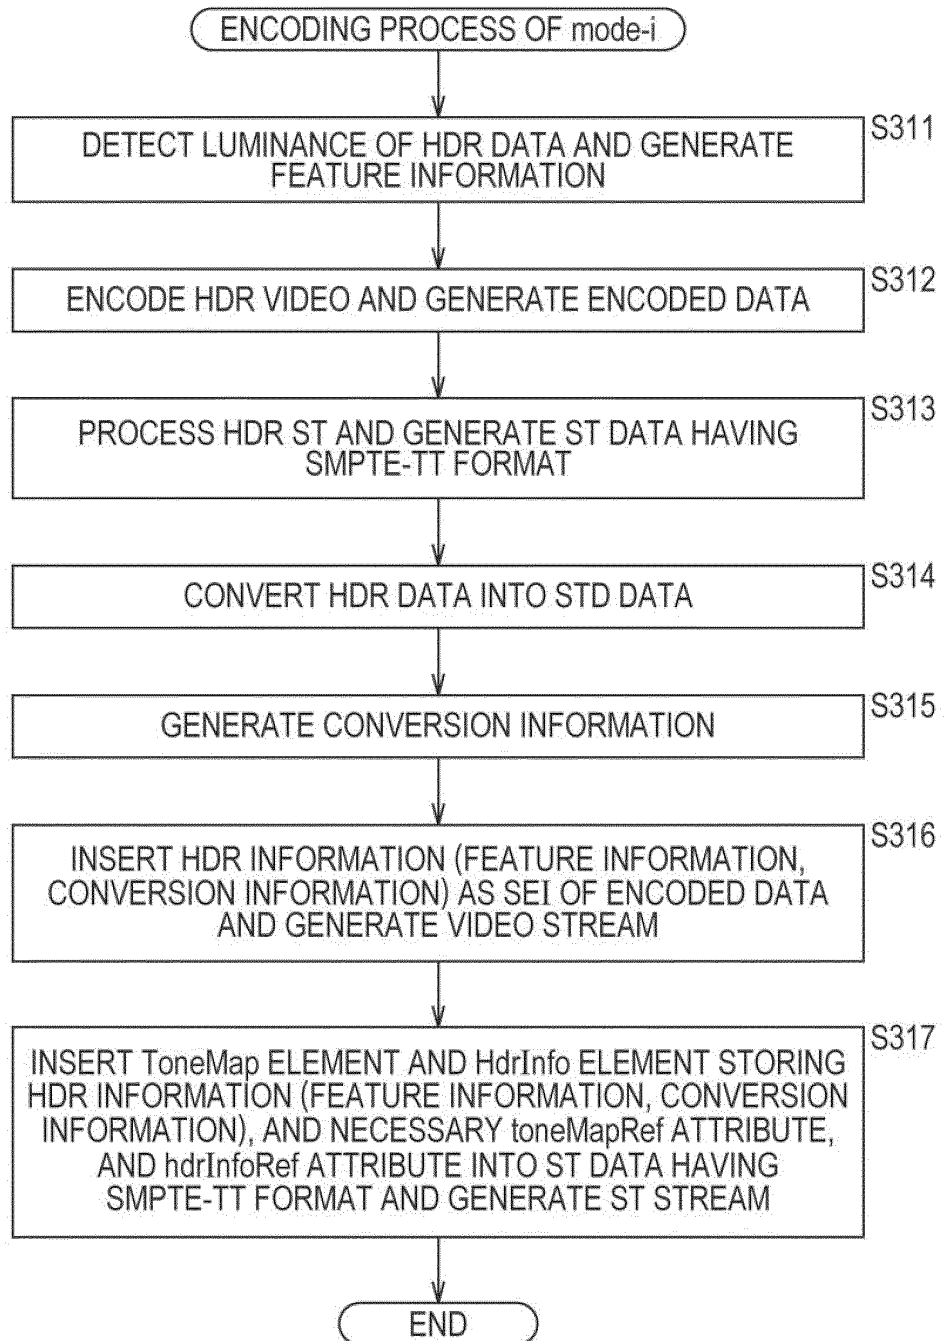 ENCODING PROCESS OF mode-i
S311
DETECT LUMINANCE OF HDR DATA AND GENERATE
FEATURE INFORMATION
S312
ENCODE HDR VIDEO AND GENERATE ENCODED DATA
S313
PROCESS HDR ST AND GENERATE ST DATA HAVING
SMPTE-TT FORMAT
S314
CONVERT HDR DATA INTO STD DATA
S315
GENERATE CONVERSION INFORMATION
S316
INSERT HDR INFORMATION (FEATURE INFORMATION,
CONVERSION INFORMATION) AS SEI OF ENCODED DATA
AND GENERATE VIDEO STREAM
S317
INSERT ToneMap ELEMENT AND HdrInfo ELEMENT STORING
HDR INFORMATION (FEATURE INFORMATION, CONVERSION
INFORMATION), AND NECESSARY toneMapRef ATTRIBUTE,
AND hdrInfoRef ATTRIBUTE INTO ST DATA HAVING
SMPTE-TT FORMAT AND GENERATE ST STREAM
END